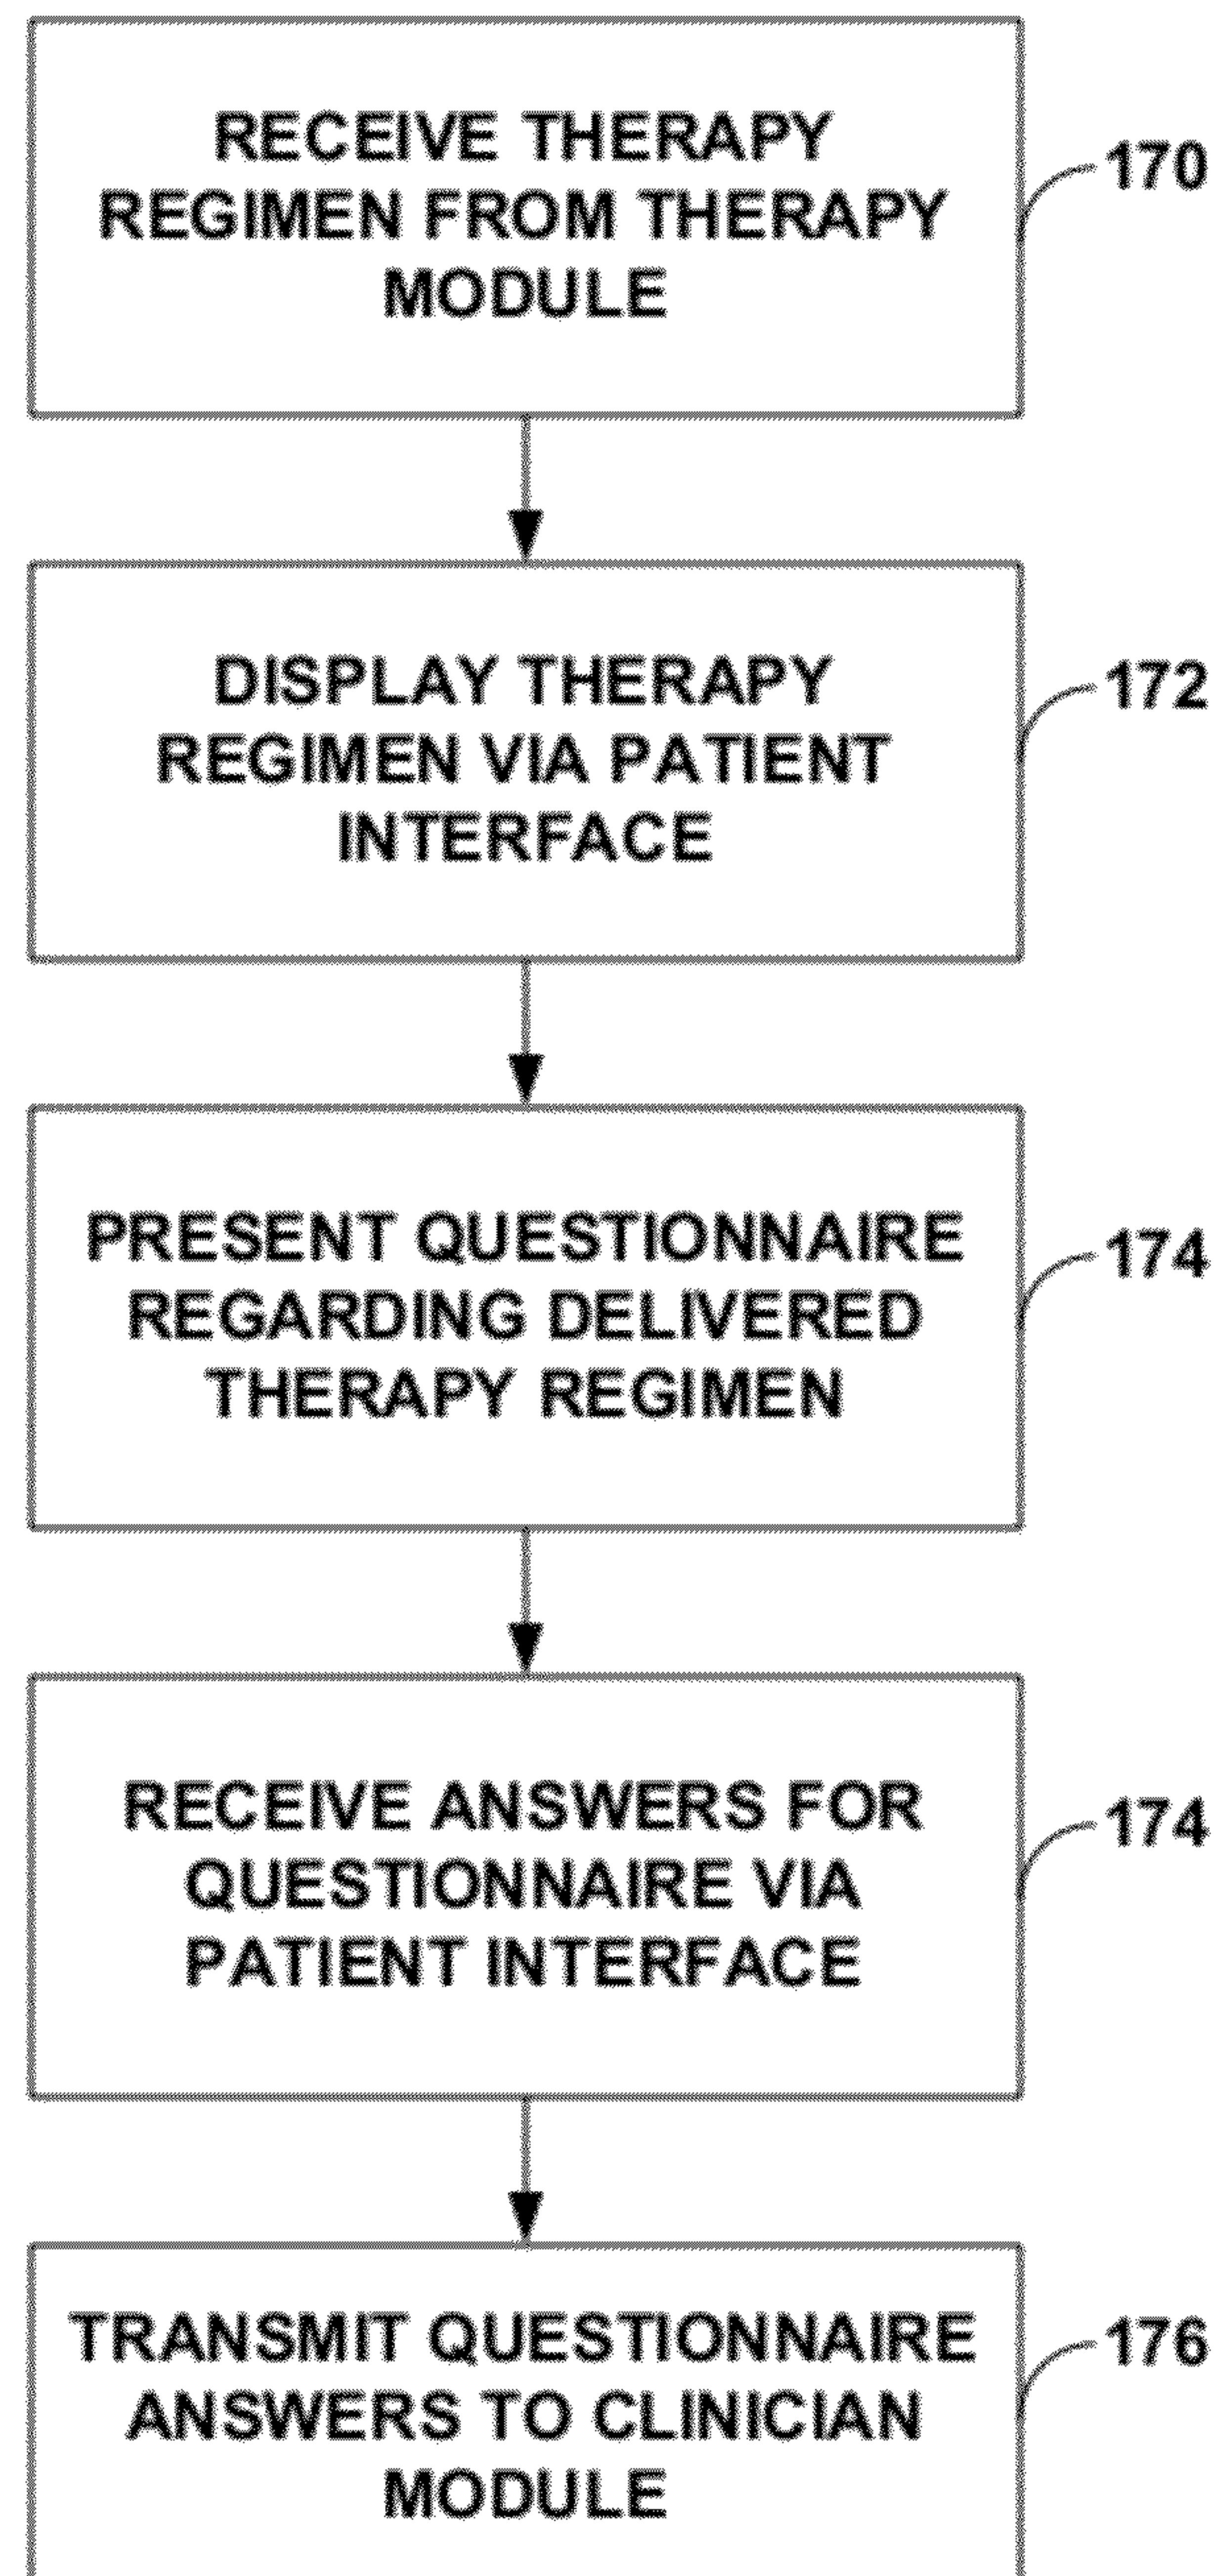 RECEIVE THERAPY
REGIMEN FROM THERAPY
MODULE
170
DISPLAY THERAPY
REGIMEN VIA PATIENT
INTERFACE
172
PRESENT QUESTIONNAIRE
REGARDING DELIVERED
THERAPY REGIMEN
174
RECEIVE ANSWERS FOR
QUESTIONNAIRE VIA
PATIENT INTERFACE
174
TRANSMIT QUESTIONNAIRE
ANSWERS TO CLINICIAN
MODULE
176